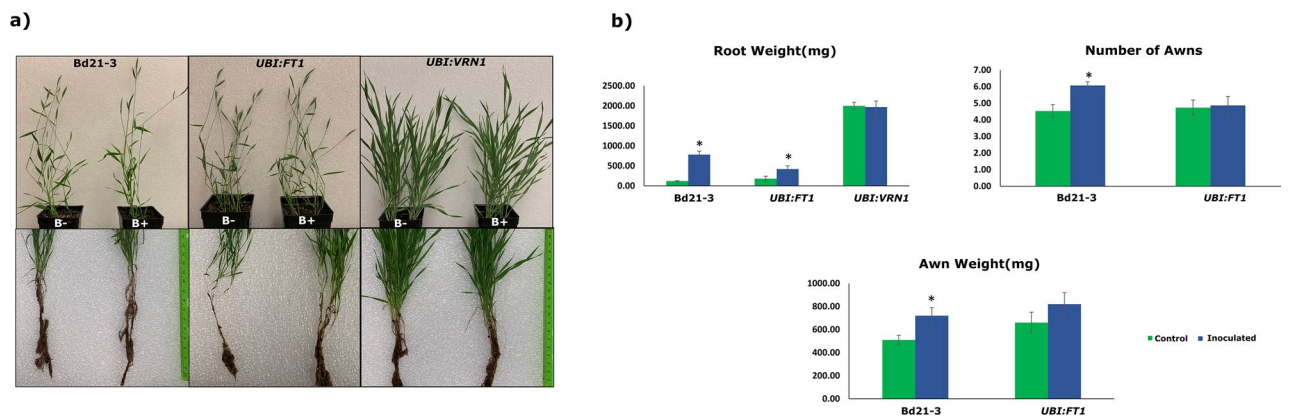 a)
Bd21-3
UBI:FT1
UBI:VRN1
B-
B+
B-
B+
B-
B+
b)
Root Weight(mg)
2500.00
2000.00
1500.00
1000.00
500.00
0.00
*
*
Bd21-3
UBI:FT1
UBI:VRN1
Number of Awns
7.00
6.00
5.00
4.00
3.00
2.00
1.00
0.00
*
Bd21-3
UBI:FT1
Awn Weight(mg)
1000.00
800.00
600.00
400.00
200.00
0.00
*
Bd21-3
UBI:FT1
Control
Inoculated